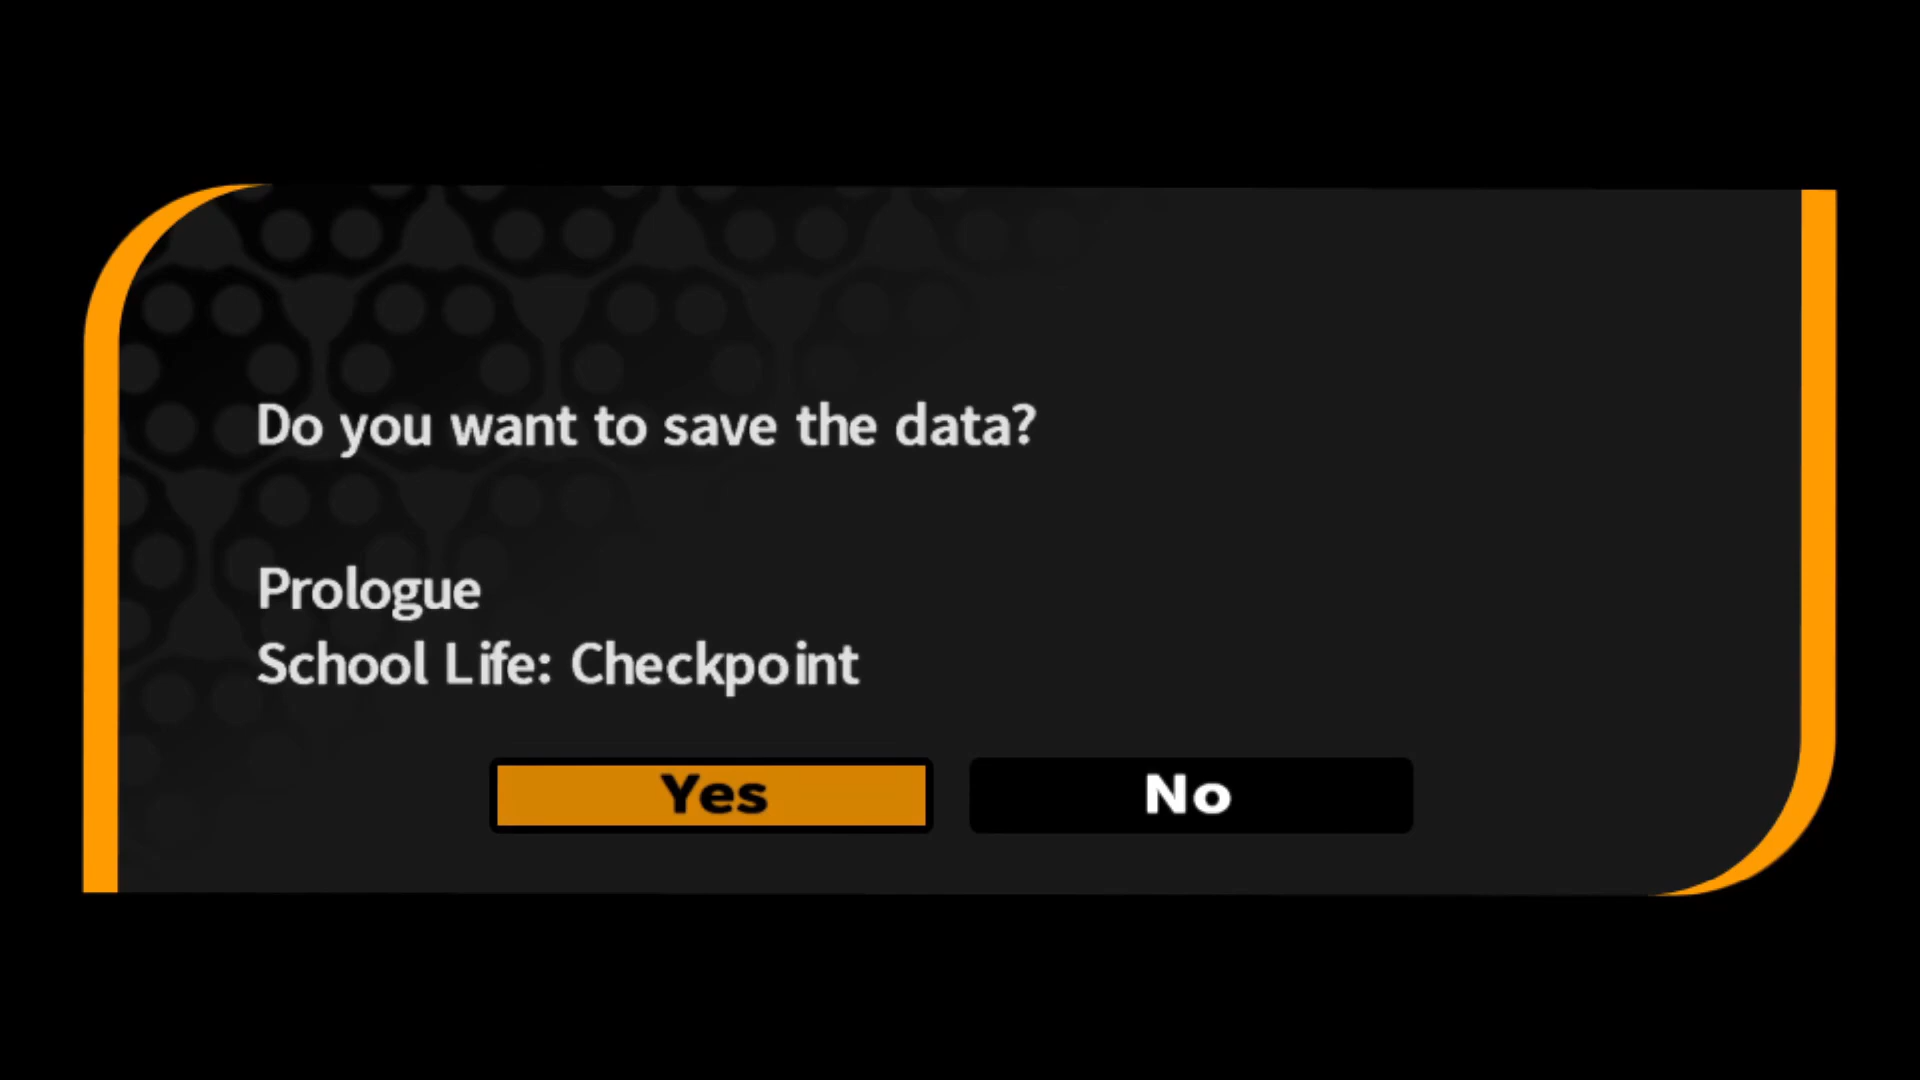 Do you want to save the data?
Prologue
School Life: Checkpoint
Yes No